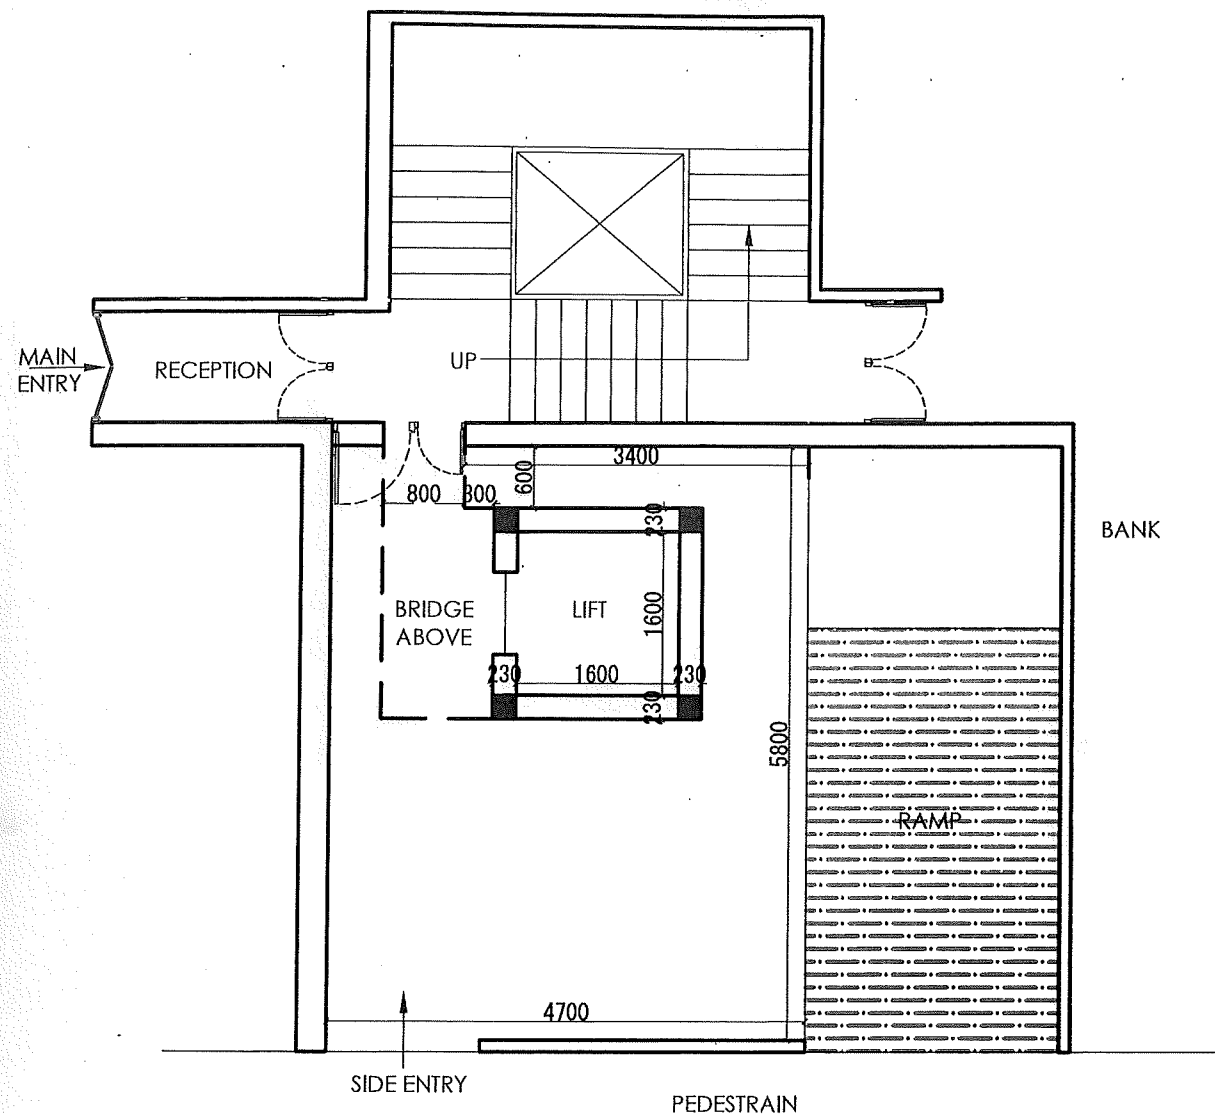 MAIN
ENTRY
RECEPTION
UP
3400
600
800
300
230
BANK
BRIDGE
ABOVE
LIFT
1600
230
1600
230
230
5800
RAMP
4700
SIDE ENTRY
PEDESTRAIN